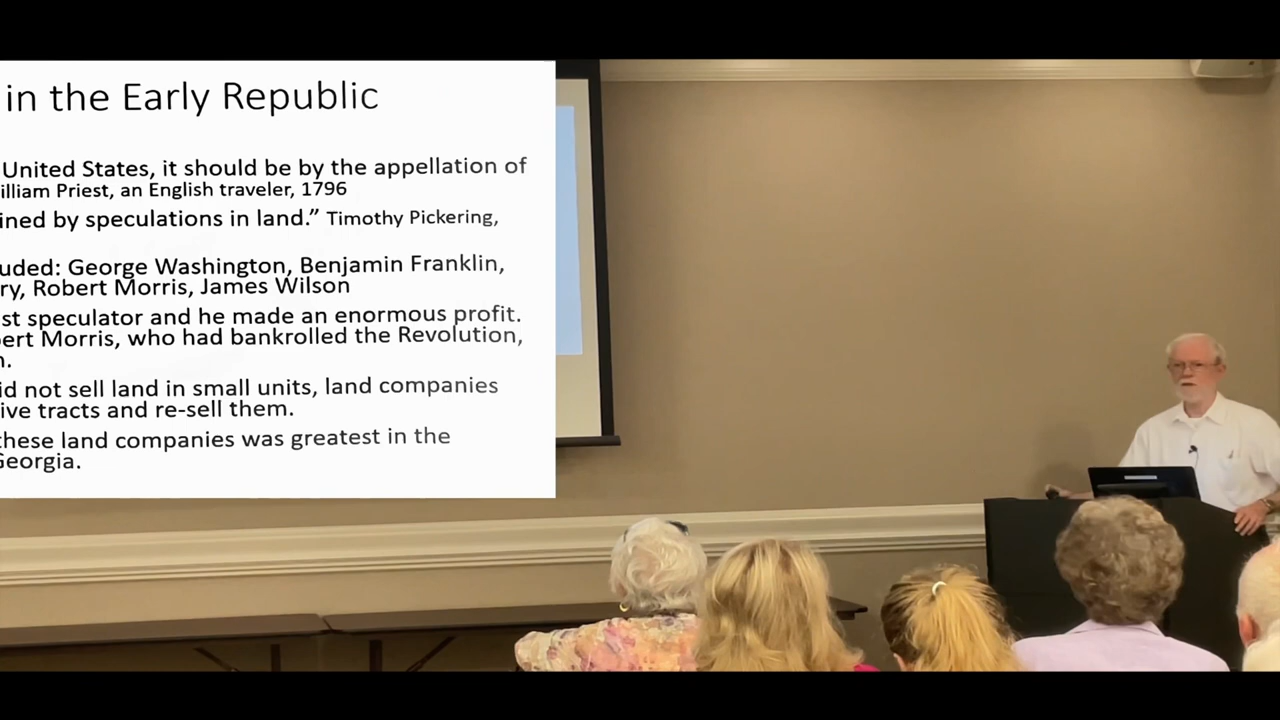 in the Early Republic
United States, it should be by the appellation of
illiam Priest, an English traveler, 1796
ined by speculations in land.” Timothy Pickering,
uded: George Washington, Benjamin Franklin,
ry, Robert Morris, James Wilson
st speculator and he made an enormous profit.
ert Morris, who had bankrolled the Revolution,
n.
id not sell land in small units, land companies
ive tracts and re-sell them.
these land companies was greatest in the
Georgia.